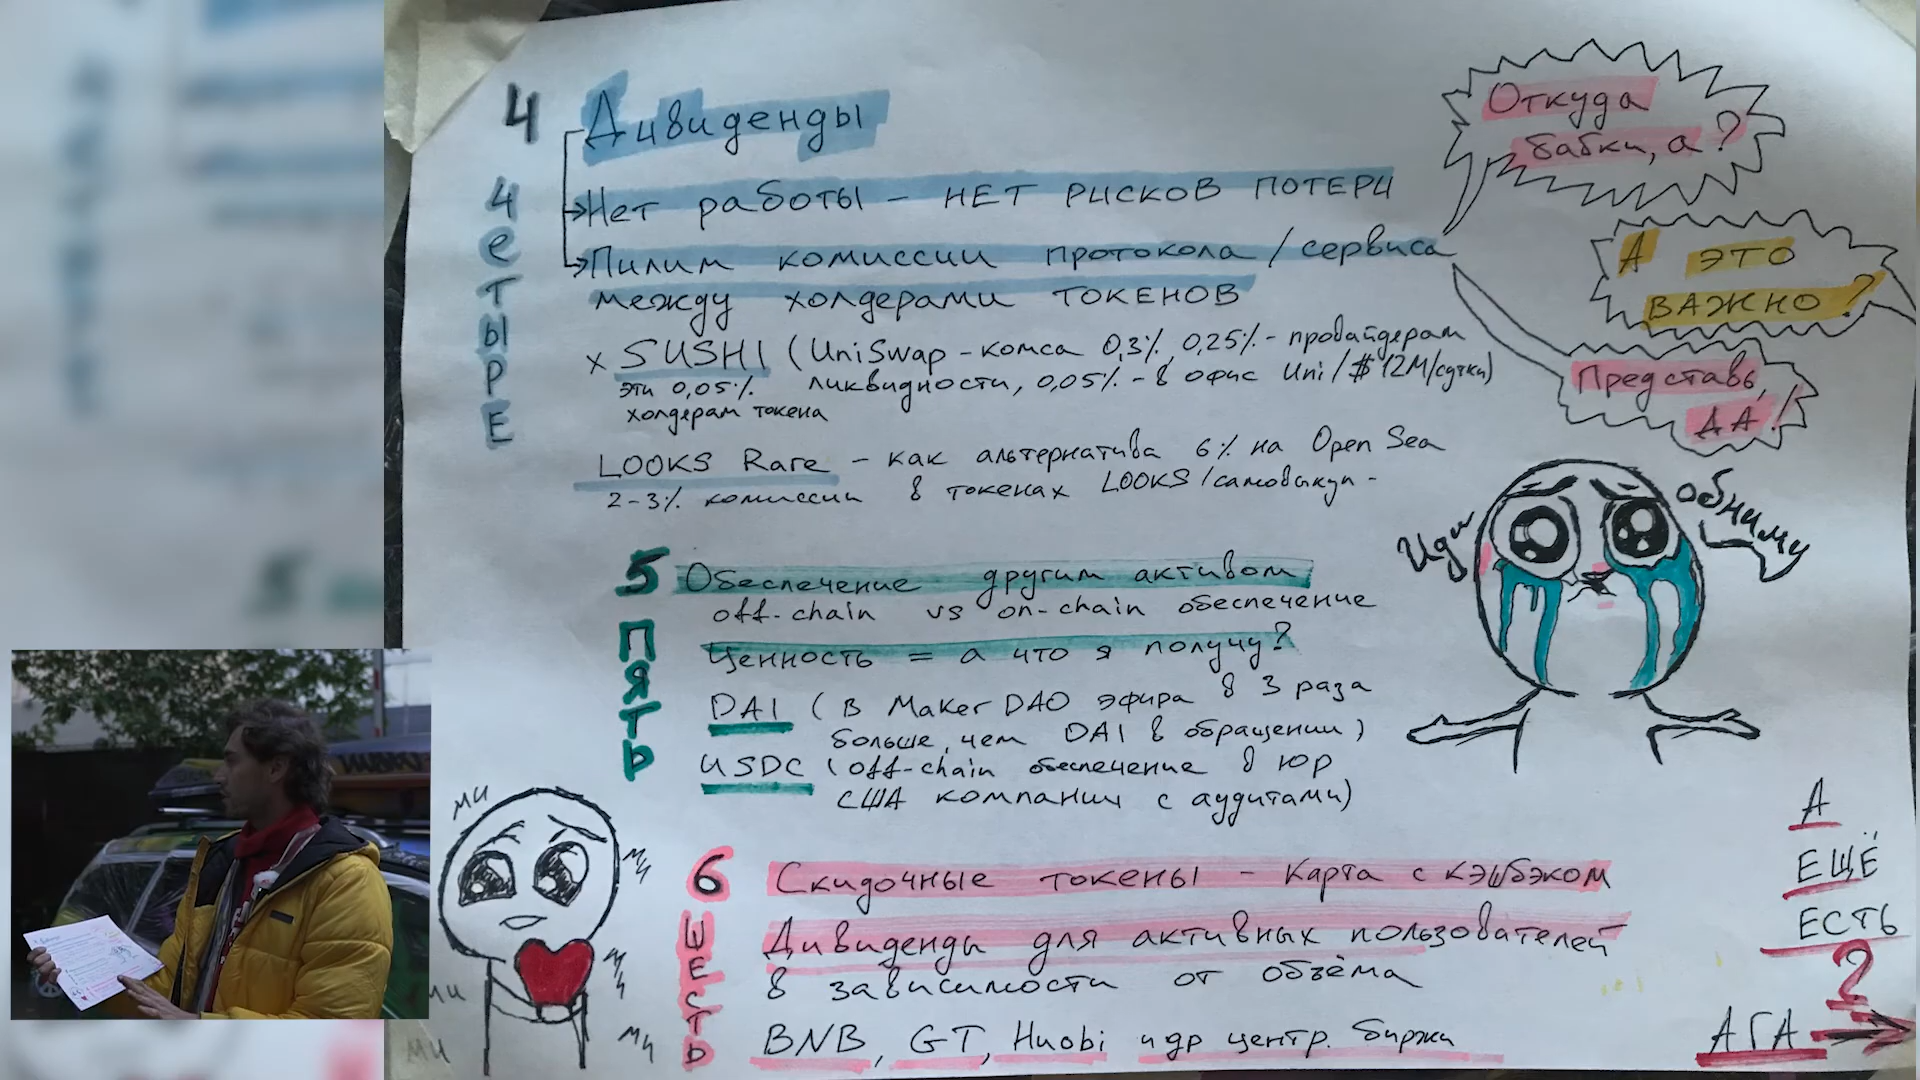 4 Дивиденды
ЧеТЫРЕ
Нет работы - НЕТ РИСКОВ ПОТЕРИ
Пилим комиссии протокола / сервиса
между холдерами токенов
x SUSHI (UniSwap - комса 0,3%, 0,25% - провайдерам
эти 0,05% ликвидности, 0,05% - в офис Uni/$12M/сутки)
холдерам токена
LOOKS Rare - как альтернатива 6% на Open Sea
2-3% комиссии в токенах LOOKS / самовыкуп -
Откуда
бабки, а?
А ЭТО
ВАЖНО?
Представь,
ДА!
Иди обниму
5 Обеспечение другим активом
ПЯТЬ
off-chain vs on-chain обеспечение
Ценность = а что я получу?
DAI (В MakerDAO эфира в 3 раза
больше, чем DAI в обращении)
USDC (off-chain обеспечение в юр
США компании с аудитами)
ми
ми
ми
ми
ми
ми
6 Скидочные токены - Карта с кэшбэком
ШЕСТЬ
Дивиденды для активных пользователей
в зависимости от объёма
BNB, GT, Huobi и др центр. биржи
А
ЕЩЁ
ЕСТЬ
?
АГА